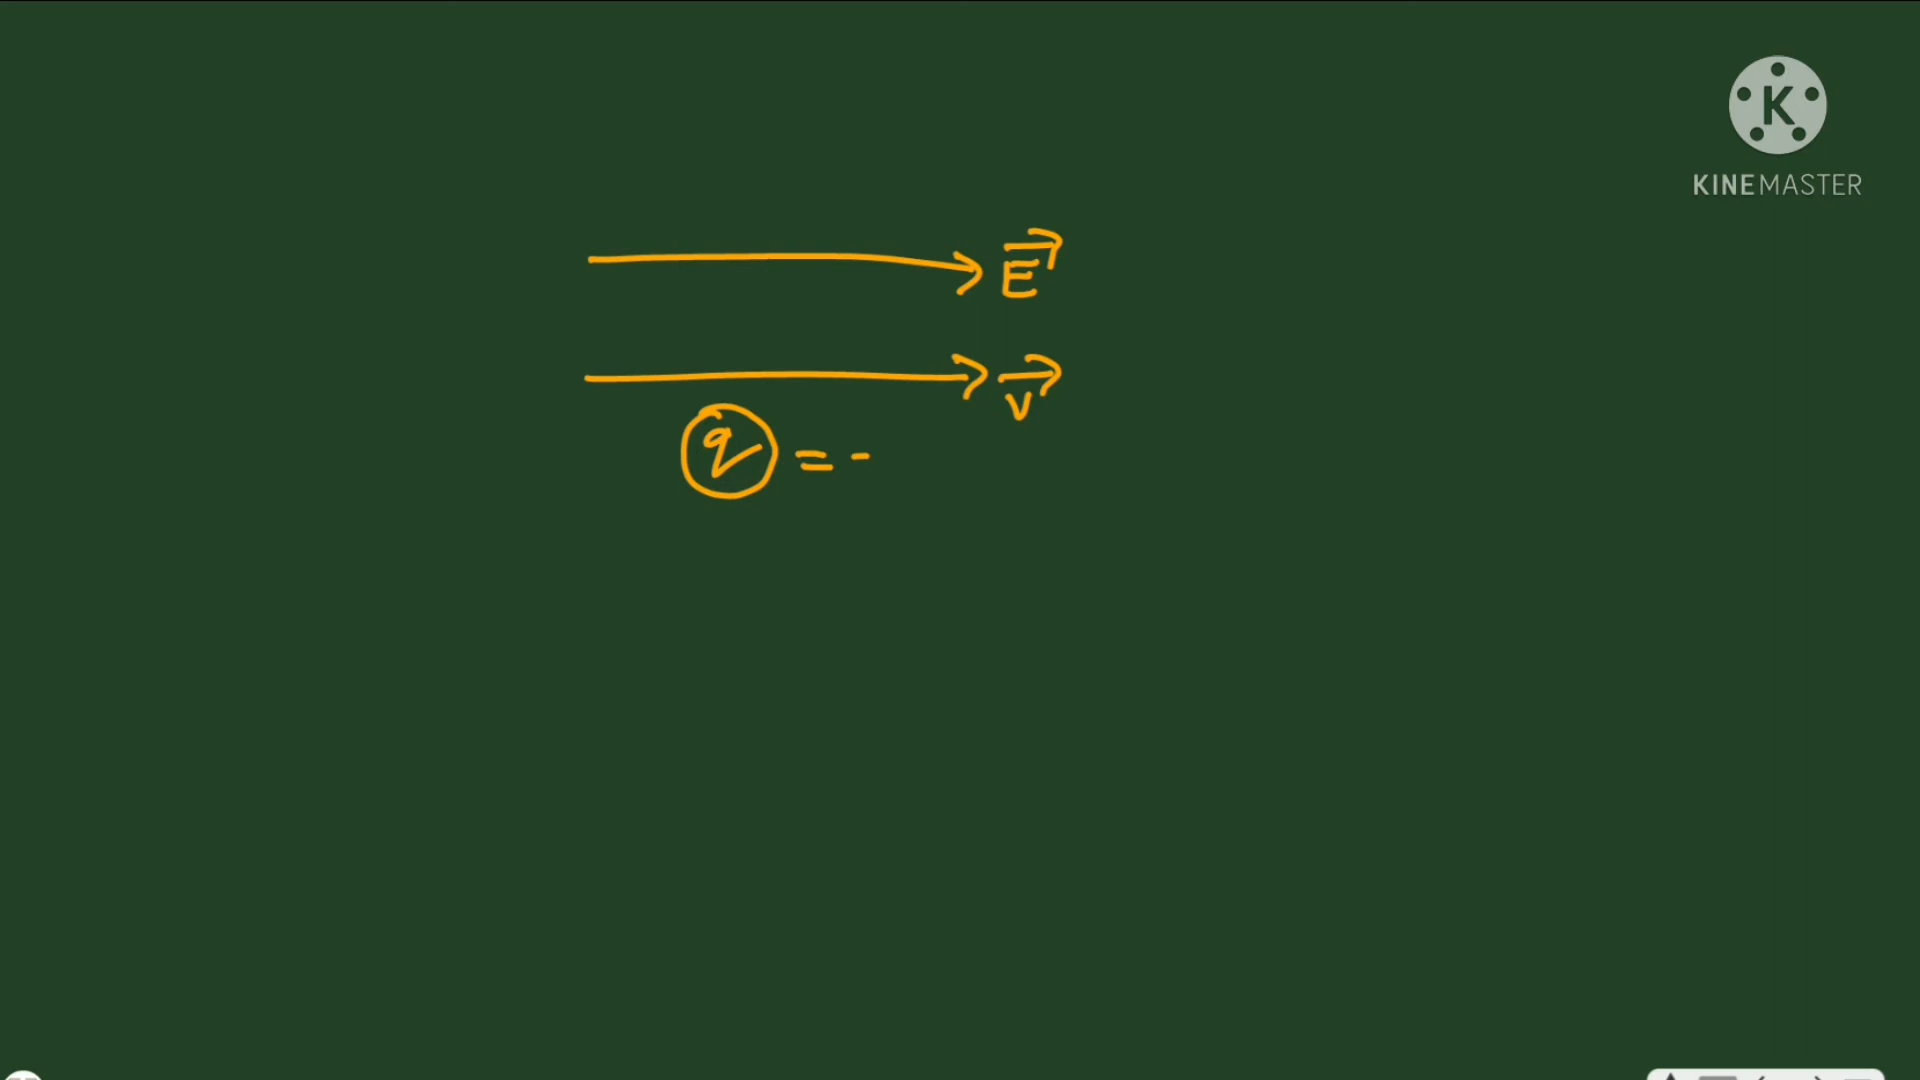 K
KINEMASTER
E⃗
v⃗
q = -